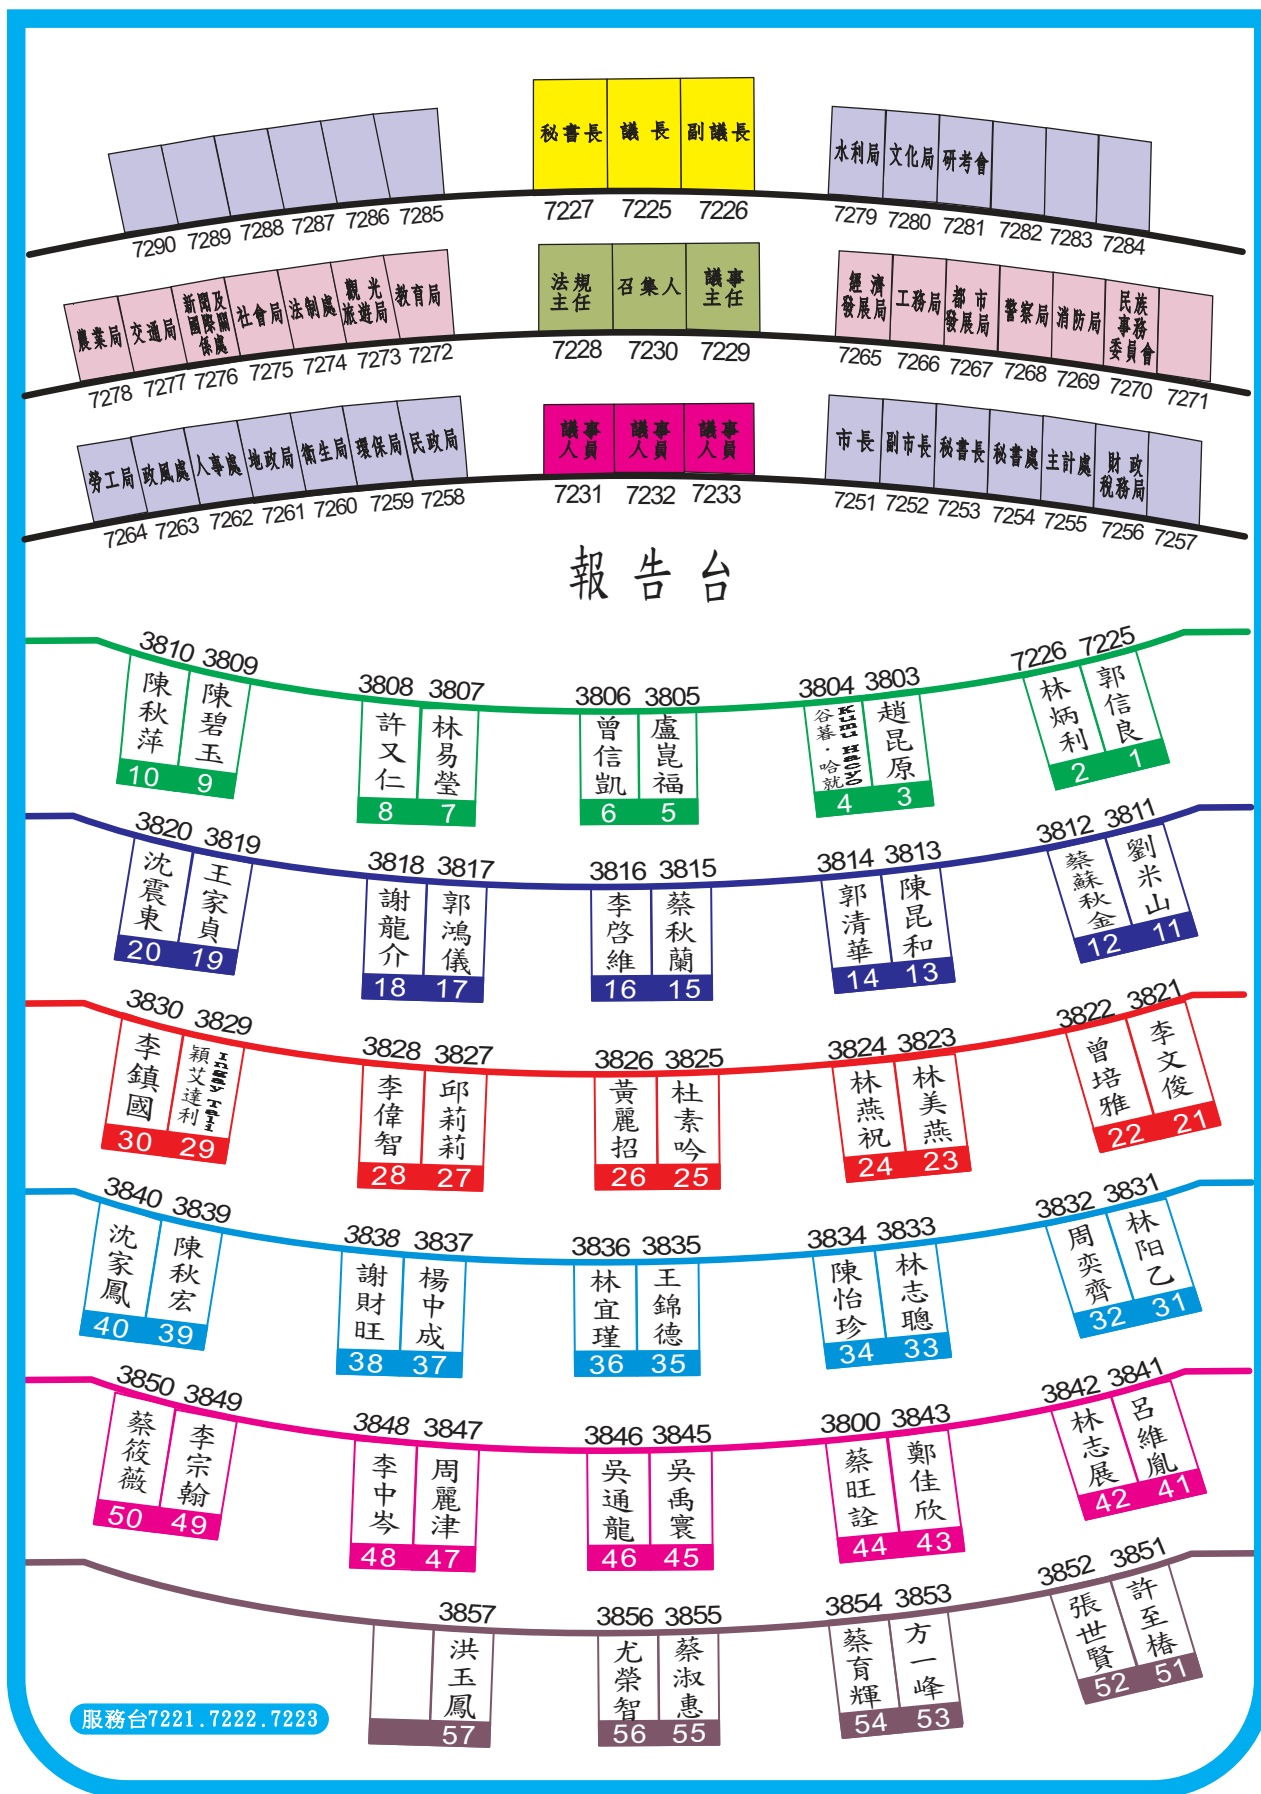 秘書長 議長 副議長
水利局 文化局 研考會
7290 7289 7288 7287 7286 7285
7227 7225 7226
7279 7280 7281 7282 7283 7284
農業局 交通局 新聞及國際關係處 社會局 法制處 觀光旅遊局 教育局
法規主任 召集人 議事主任
經濟發展局 工務局 都市發展局 警察局 消防局 民族事務委員會
7278 7277 7276 7275 7274 7273 7272
7228 7230 7229
7265 7266 7267 7268 7269 7270 7271
勞工局 政風處 人事處 地政局 衛生局 環保局 民政局
議事人員 議事人員 議事人員
市長 副市長 秘書長 秘書處 主計處 財政稅務局
7264 7263 7262 7261 7260 7259 7258
7231 7232 7233
7251 7252 7253 7254 7255 7256 7257
報告台
3810 3809 3808 3807 3806 3805 3804 3803 7226 7225
陳秋萍 陳碧玉 許又仁 林易瑩 曾信凱 盧崑福 谷暮·哈就 Kumu Hacyo 趙昆原 林炳利 郭信良
10 9 8 7 6 5 4 3 2 1
3820 3819 3818 3817 3816 3815 3814 3813 3812 3811
沈震東 王家貞 謝龍介 郭鴻儀 李啓維 蔡秋蘭 郭清華 陳昆和 蔡蘇秋金 劉米山
20 19 18 17 16 15 14 13 12 11
3830 3829 3828 3827 3826 3825 3824 3823 3822 3821
李鎮國 穎艾達利 Ingay Tali 李偉智 邱莉莉 黃麗招 杜素吟 林燕祝 林美燕 曾培雅 李文俊
30 29 28 27 26 25 24 23 22 21
3840 3839 3838 3837 3836 3835 3834 3833 3832 3831
沈家鳳 陳秋宏 謝財旺 楊中成 林宜瑾 王錦德 陳怡珍 林志聰 周奕齊 林阳乙
40 39 38 37 36 35 34 33 32 31
3850 3849 3848 3847 3846 3845 3800 3843 3842 3841
蔡筱薇 李宗翰 李中岑 周麗津 吳通龍 吳禹寰 蔡旺詮 鄭佳欣 林志展 呂維胤
50 49 48 47 46 45 44 43 42 41
3857 3856 3855 3854 3853 3852 3851
洪玉鳳 尤榮智 蔡淑惠 蔡育輝 方一峰 張世賢 許至椿
57 56 55 54 53 52 51
服務台7221.7222.7223